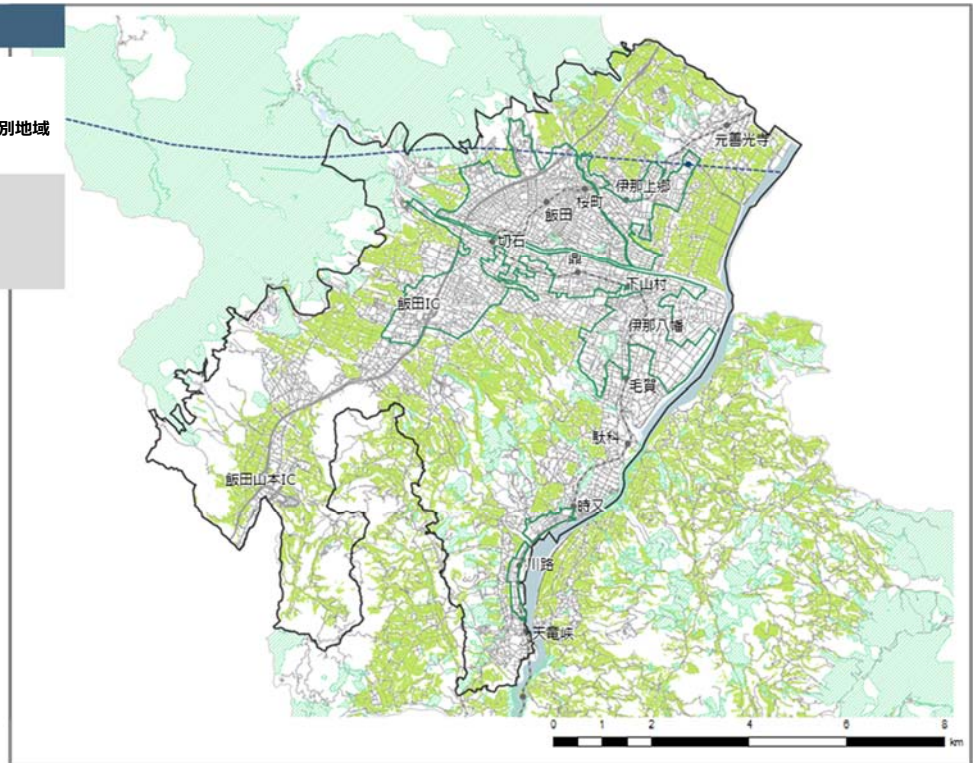 別地域
元善光寺
伊那上郷
桜町
飯田
切石
鼎
下山村
飯田IC
伊那八幡
毛賀
駄科
飯田山本IC
時又
川路
天竜峡
0 1 2 4 6 8
km